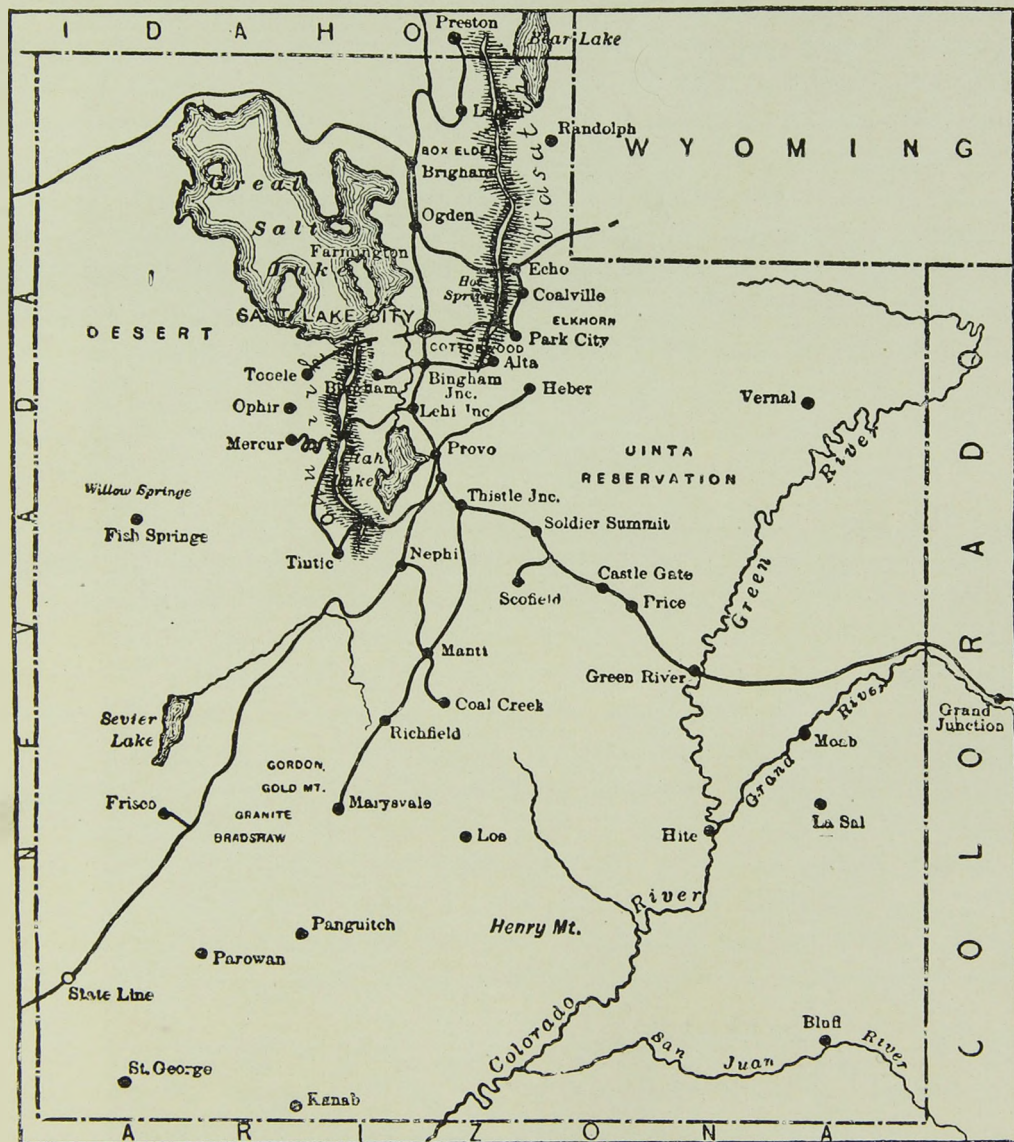 IDAHO
Preston
Bear Lake
Randolph
WYOMING
Wasatch
BOX ELDER
Brigham
Great
Salt
Lake
Ogden
Farmington
Echo
Hot
Springs
Coalville
SALT LAKE CITY
ELKHORN
Park City
DESERT
COTTONWOOD
Alta
Tooele
Bingham
Bingham
Jnc.
Heber
Ophir
Lehi Jnc.
Vernal
Mercur
Oquirrh
Utah
Lake
Provo
UINTA
RESERVATION
Green River
Willow Springs
Fish Springs
Thistle Jnc.
Soldier Summit
Tintic
Nephi
Castle Gate
Scofield
Price
Manti
Green River
Grand
Junction
Coal Creek
Sevier
Lake
Richfield
Grand River
Moab
GORDON
GOLD MT.
Frisco
Marysvale
GRANITE
BRADSHAW
Loa
Hite
La Sal
Colorado River
Henry Mt.
Panguitch
Parowan
State Line
Bluff
San Juan River
St. George
Kanab
NEVADA
COLORADO
ARIZONA